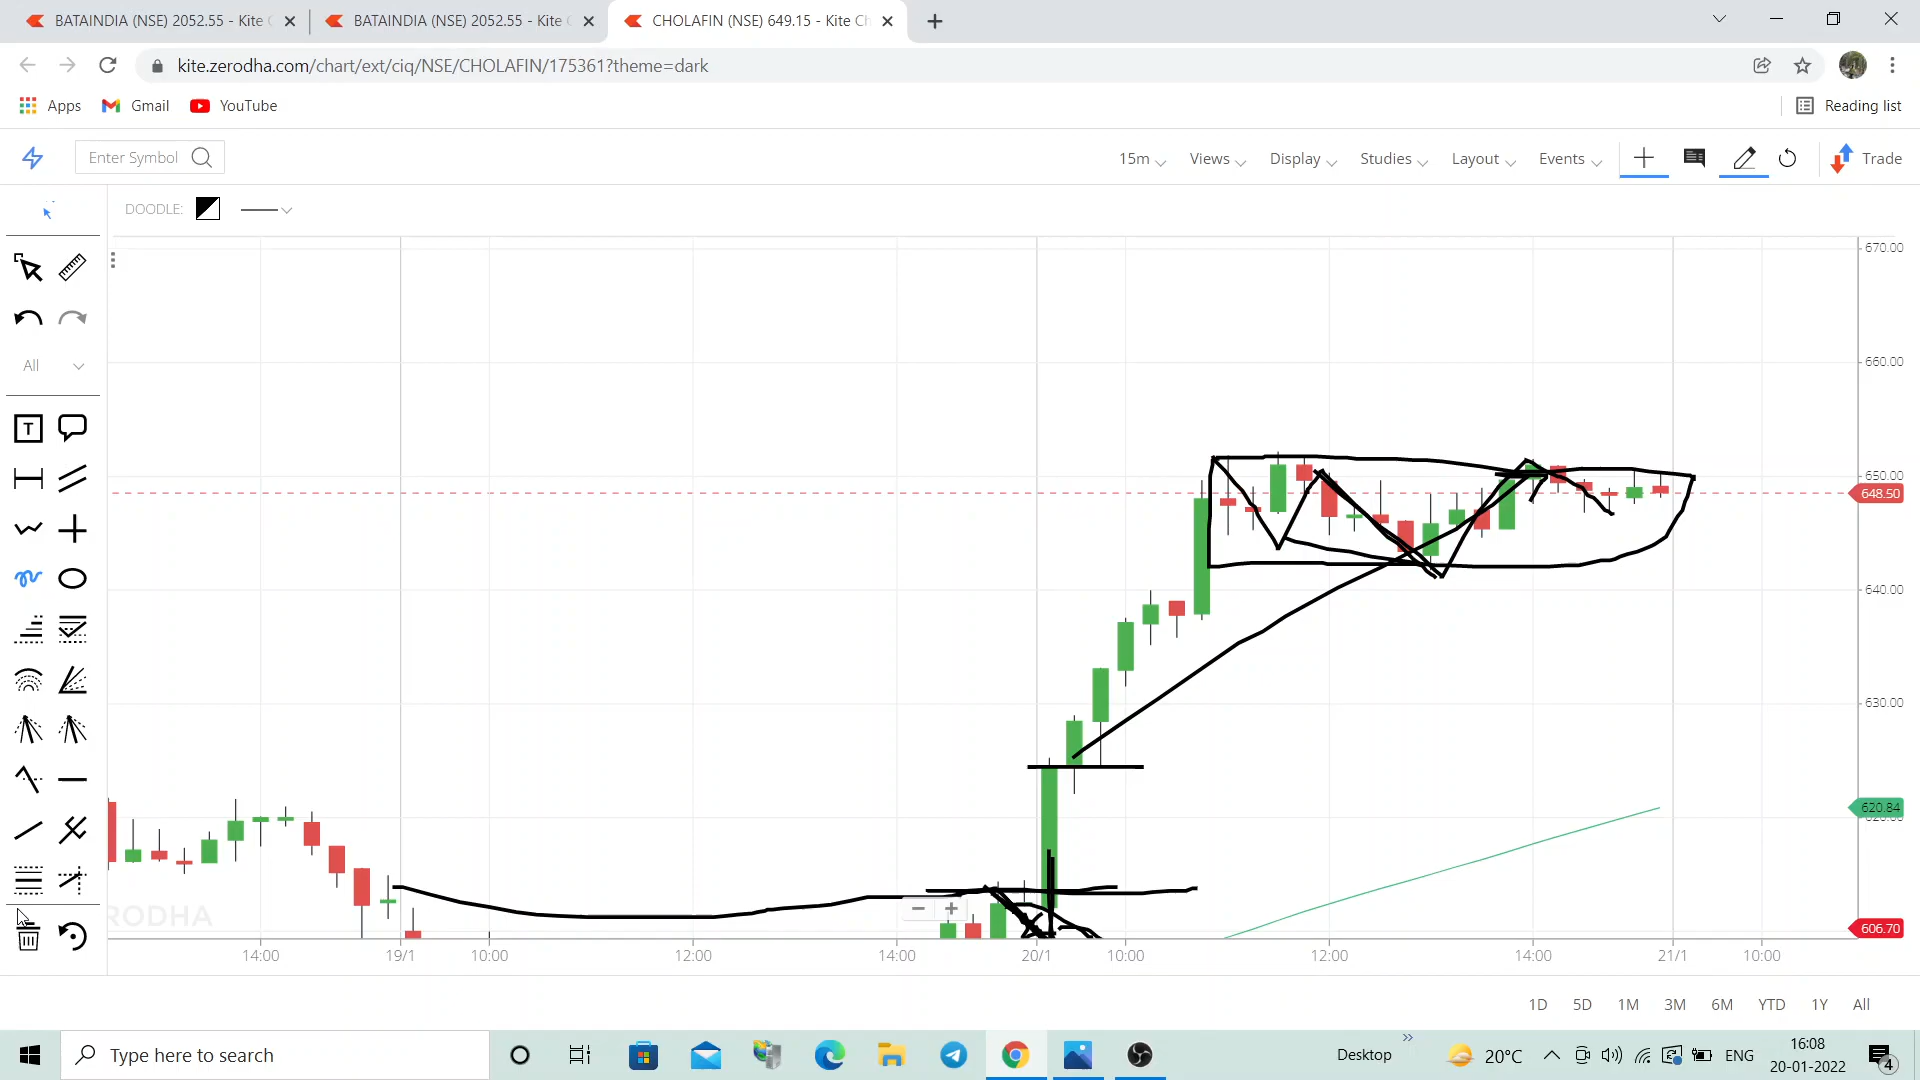 BATAINDIA (NSE) 2052.55 - Kite C
BATAINDIA (NSE) 2052.55 - Kite C
CHOLAFIN (NSE) 649.15 - Kite Ch
kite.zerodha.com/chart/ext/ciq/NSE/CHOLAFIN/175361?theme=dark
Apps Gmail YouTube
Reading list
Enter Symbol
15m Views Display Studies Layout Events Trade
DOODLE:
All
T
670.00
660.00
650.00
648.50
640.00
630.00
620.84
620.00
606.70
RODHA
14:00 19/1 10:00 12:00 14:00 20/1 10:00 12:00 14:00 21/1 10:00
1D 5D 1M 3M 6M YTD 1Y All
Type here to search
Desktop
20°C
ENG
16:08
20-01-2022
4